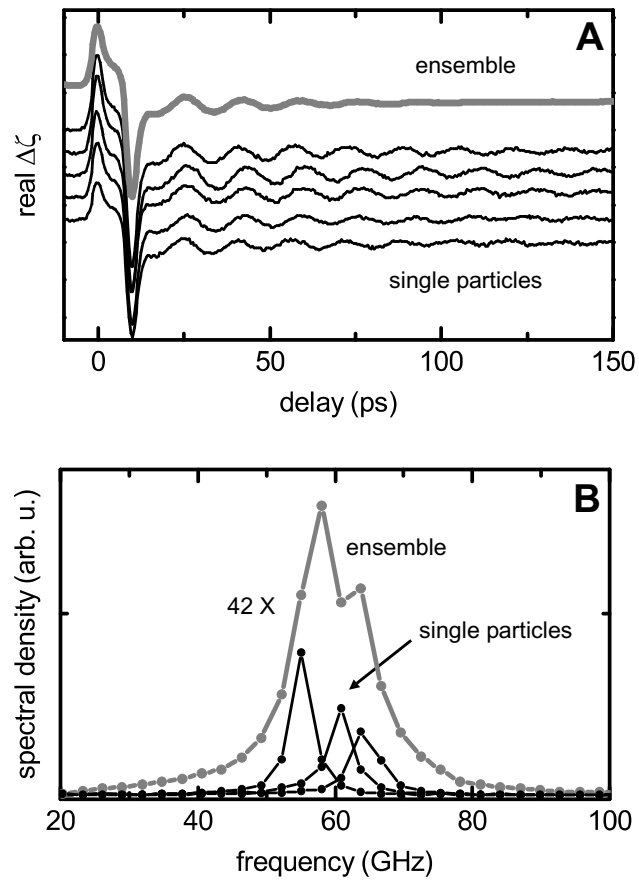 A
ensemble
real Δζ
single particles
0 50 100 150
delay (ps)
B
ensemble
42 X
single particles
spectral density (arb. u.)
20 40 60 80 100
frequency (GHz)